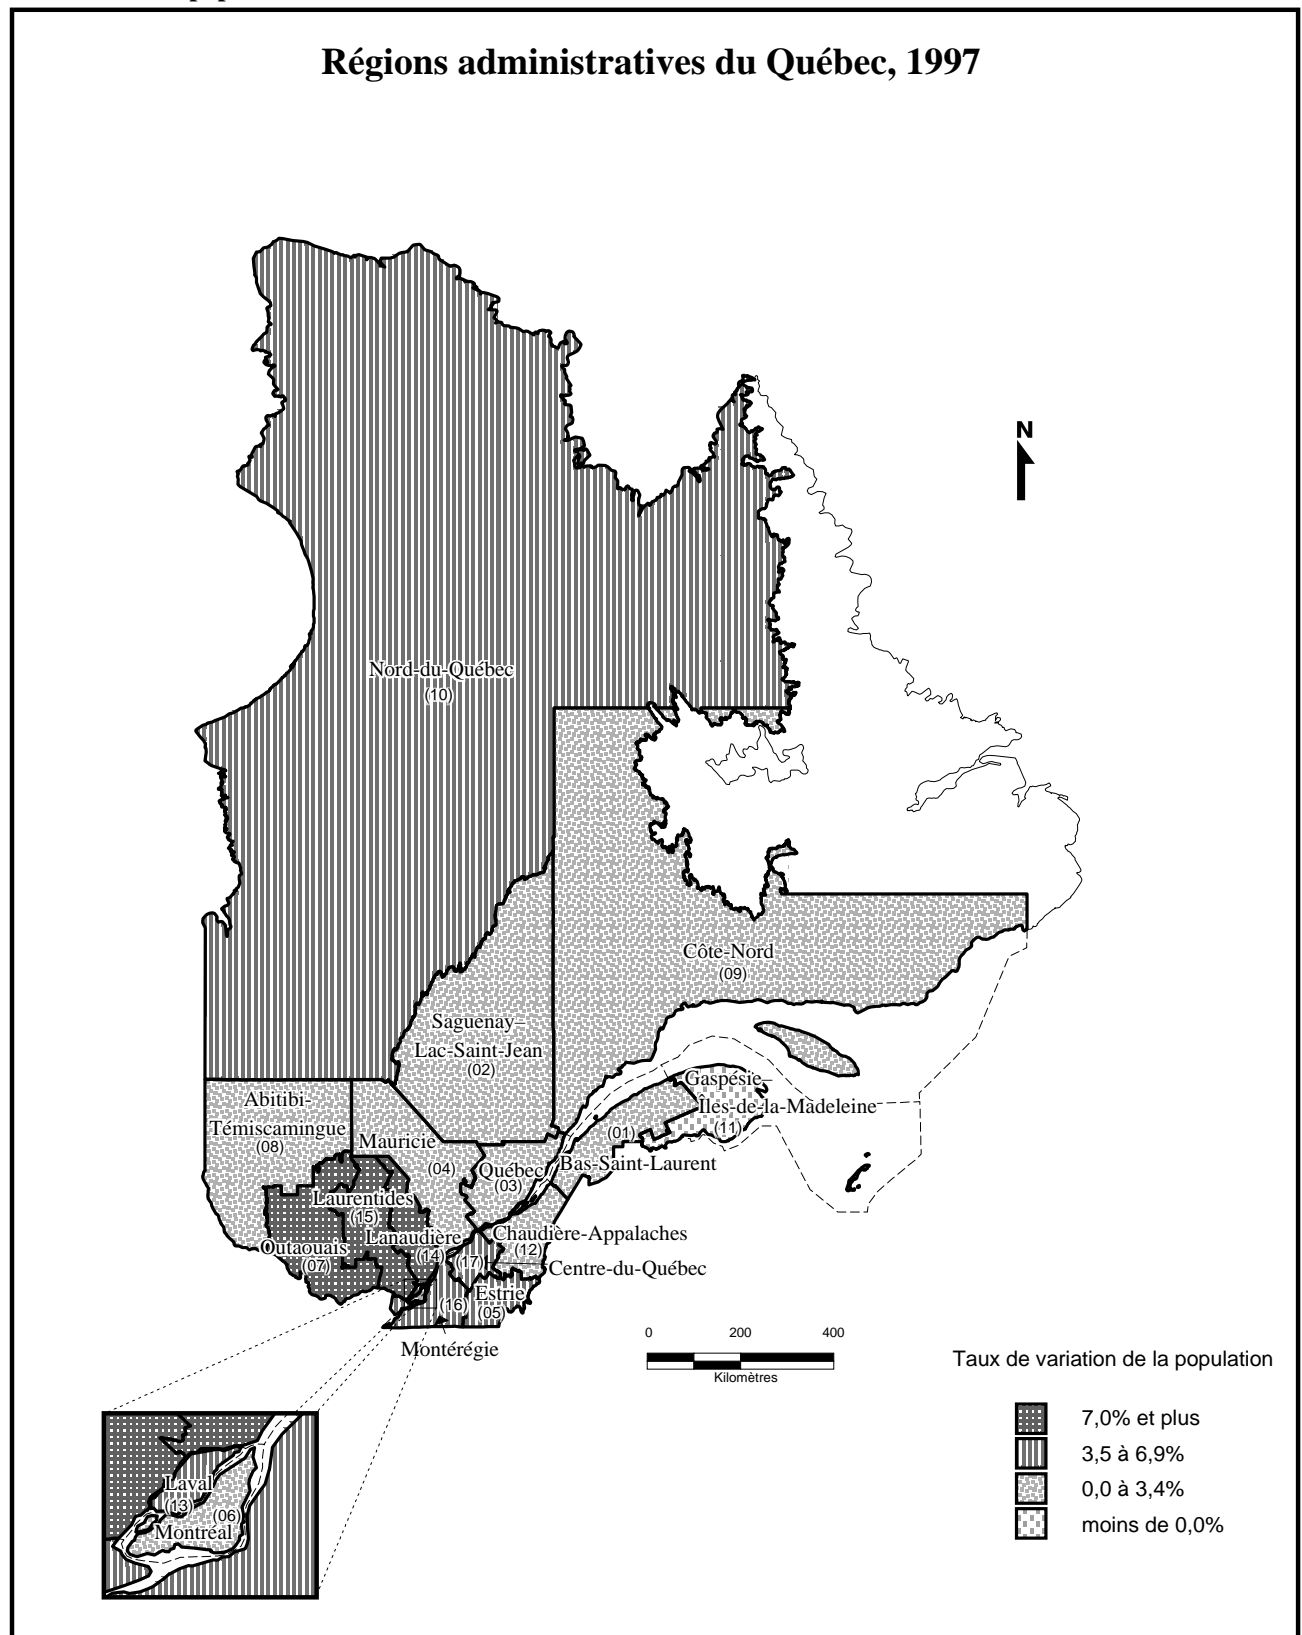 Régions administratives du Québec, 1997
N
Nord-du-Québec
(10)
Côte-Nord
(09)
Saguenay–
Lac-Saint-Jean
(02)
Gaspésie–
Îles-de-la-Madeleine
(11)
Abitibi-
Témiscamingue
(08)
Mauricie
(04)
(01)
Bas-Saint-Laurent
Québec
(03)
Laurentides
(15)
Lanaudière
(14)
Outaouais
(07)
Chaudière-Appalaches
(12)
(17)
Centre-du-Québec
Estrie
(05)
(16)
Montérégie
0 200 400
Kilomètres
Taux de variation de la population
7,0% et plus
3,5 à 6,9%
0,0 à 3,4%
moins de 0,0%
Laval
(13)
(06)
Montréal